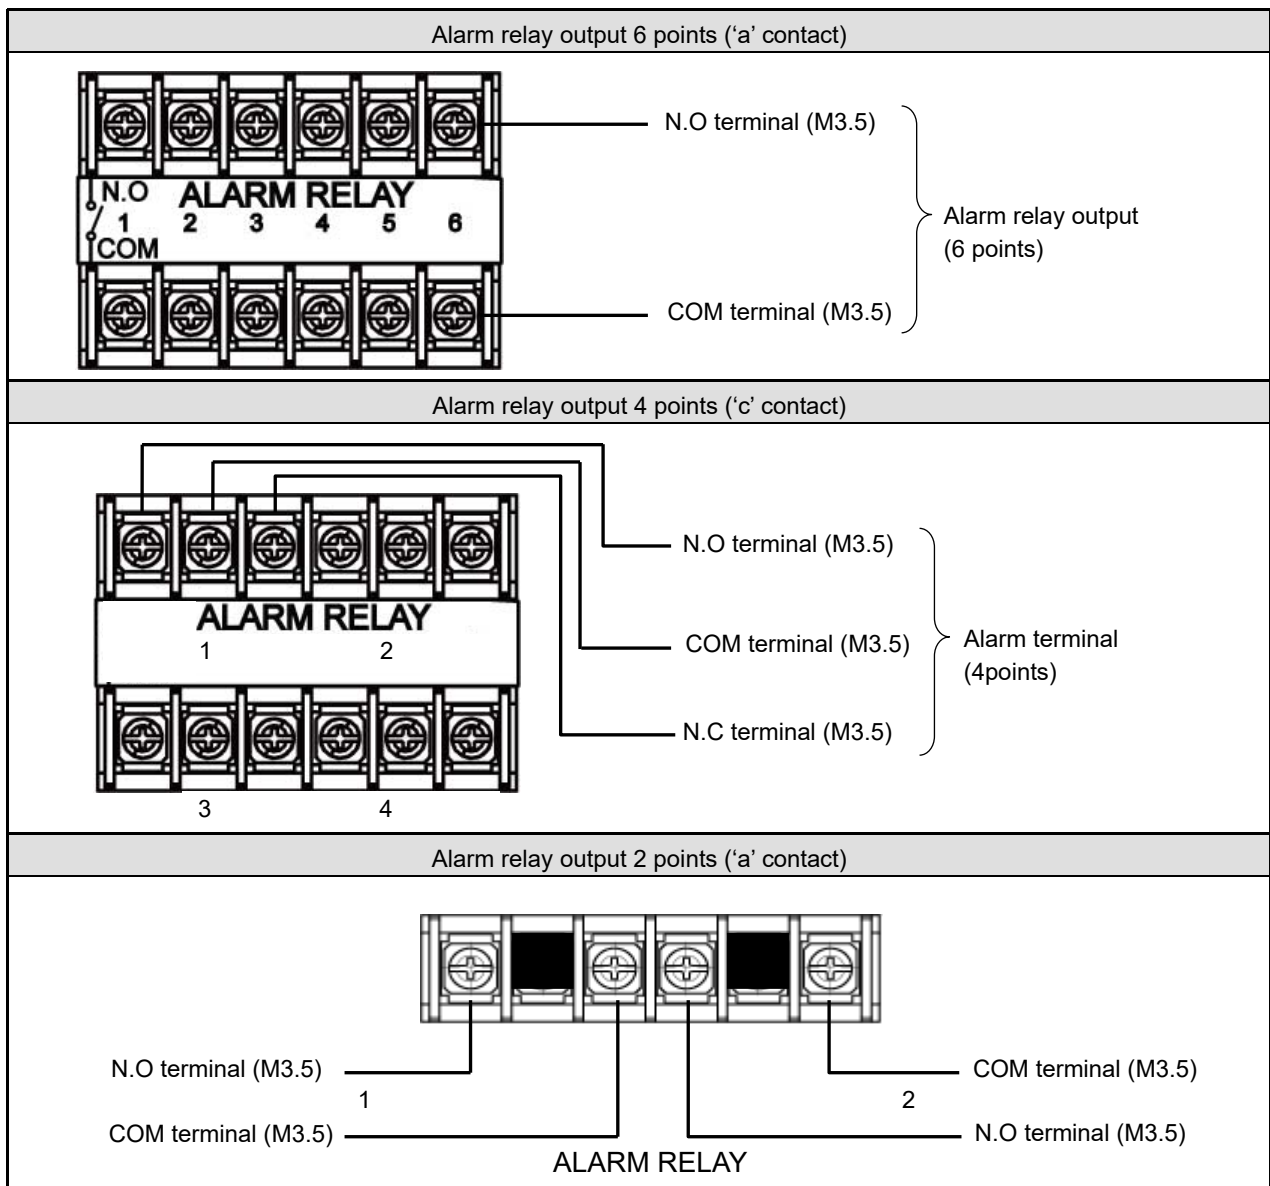 Alarm relay output 6 points (‘a’ contact)
N.O terminal (M3.5)
N.O ALARM RELAY
1 2 3 4 5 6
COM
Alarm relay output
(6 points)
COM terminal (M3.5)
Alarm relay output 4 points (‘c’ contact)
N.O terminal (M3.5)
ALARM RELAY
1 2
COM terminal (M3.5)
Alarm terminal
(4points)
N.C terminal (M3.5)
3 4
Alarm relay output 2 points (‘a’ contact)
N.O terminal (M3.5)
COM terminal (M3.5)
1 2
COM terminal (M3.5)
N.O terminal (M3.5)
ALARM RELAY